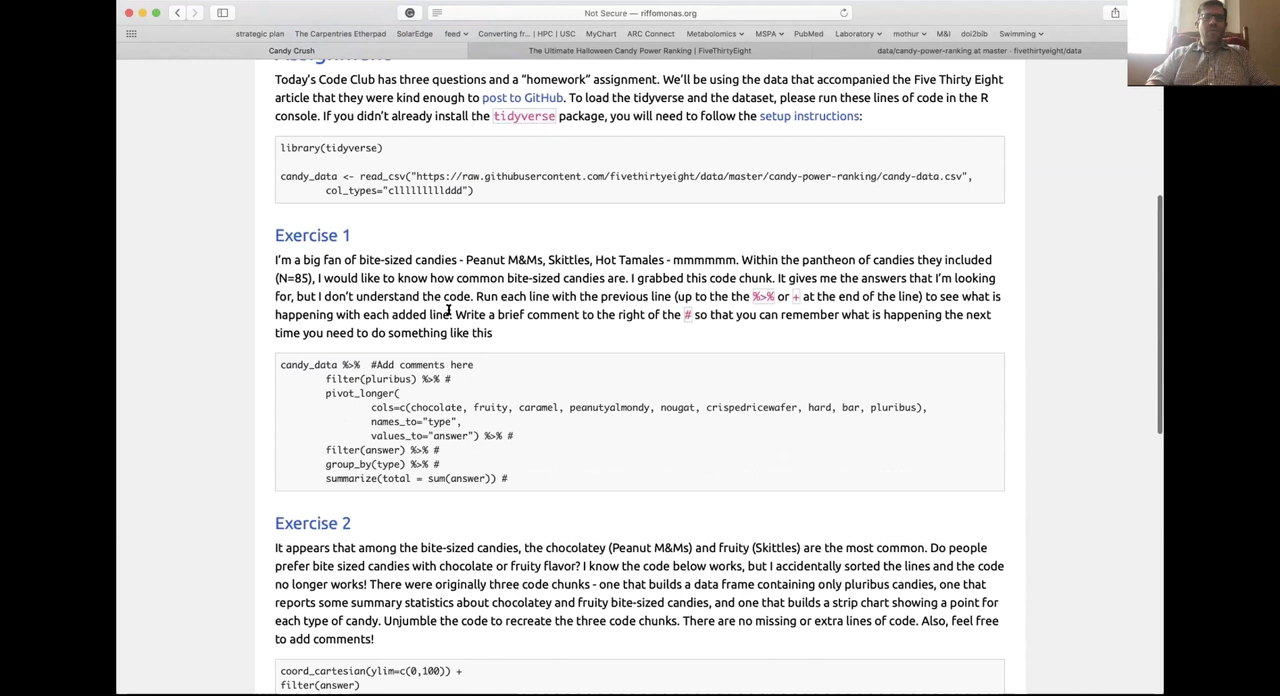 Not Secure — riffomonas.org
strategic plan The Carpentries Etherpad SolarEdge feed Converting fr... | HPC | USC MyChart ARC Connect Metabolomics MSPA PubMed Laboratory mothur M&I doi2bib Swimming
Candy Crush The Ultimate Halloween Candy Power Ranking | FiveThirtyEight data/candy-power-ranking at master · fivethirtyeight/data
Assignment
Today's Code Club has three questions and a "homework" assignment. We'll be using the data that accompanied the Five Thirty Eight
article that they were kind enough to post to GitHub. To load the tidyverse and the dataset, please run these lines of code in the R
console. If you didn't already install the tidyverse package, you will need to follow the setup instructions:
library(tidyverse)
candy_data <- read_csv("https://raw.githubusercontent.com/fivethirtyeight/data/master/candy-power-ranking/candy-data.csv",
col_types="clllllllllddd")
Exercise 1
I'm a big fan of bite-sized candies - Peanut M&Ms, Skittles, Hot Tamales - mmmmmm. Within the pantheon of candies they included
(N=85), I would like to know how common bite-sized candies are. I grabbed this code chunk. It gives me the answers that I'm looking
for, but I don't understand the code. Run each line with the previous line (up to the the %>% or + at the end of the line) to see what is
happening with each added line. Write a brief comment to the right of the # so that you can remember what is happening the next
time you need to do something like this
candy_data %>% #Add comments here
filter(pluribus) %>% #
pivot_longer(
cols=c(chocolate, fruity, caramel, peanutyalmondy, nougat, crispedricewafer, hard, bar, pluribus),
names_to="type",
values_to="answer") %>% #
filter(answer) %>% #
group_by(type) %>% #
summarize(total = sum(answer)) #
Exercise 2
It appears that among the bite-sized candies, the chocolatey (Peanut M&Ms) and fruity (Skittles) are the most common. Do people
prefer bite sized candies with chocolate or fruity flavor? I know the code below works, but I accidentally sorted the lines and the code
no longer works! There were originally three code chunks - one that builds a data frame containing only pluribus candies, one that
reports some summary statistics about chocolatey and fruity bite-sized candies, and one that builds a strip chart showing a point for
each type of candy. Unjumble the code to recreate the three code chunks. There are no missing or extra lines of code. Also, feel free
to add comments!
coord_cartesian(ylim=c(0,100)) +
filter(answer)